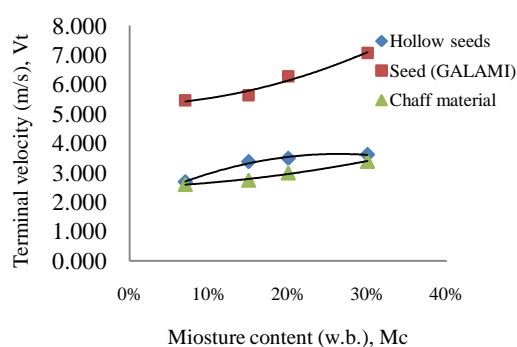 Terminal velocity (m/s), Vt
8.000
7.000
6.000
5.000
4.000
3.000
2.000
1.000
0.000
Hollow seeds
Seed (GALAMI)
Chaff material
0% 10% 20% 30% 40%
Miosture content (w.b.), Mc